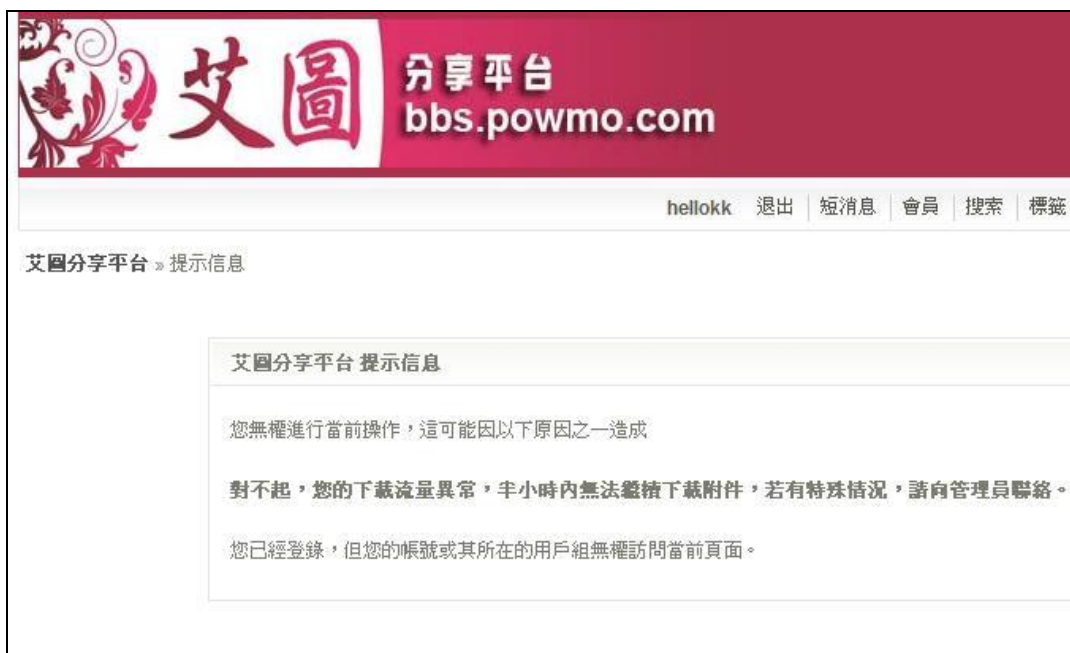 艾圖
分享平台
bbs.powmo.com
hellokk 退出 短消息 會員 搜索 標籤
艾圖分享平台 » 提示信息
艾圖分享平台 提示信息
您無權進行當前操作，這可能因以下原因之一造成
對不起，您的下載流量異常，半小時內無法繼續下載附件，若有特殊情況，請向管理員聯絡。
您已經登錄，但您的帳號或其所在的用戶組無權訪問當前頁面。